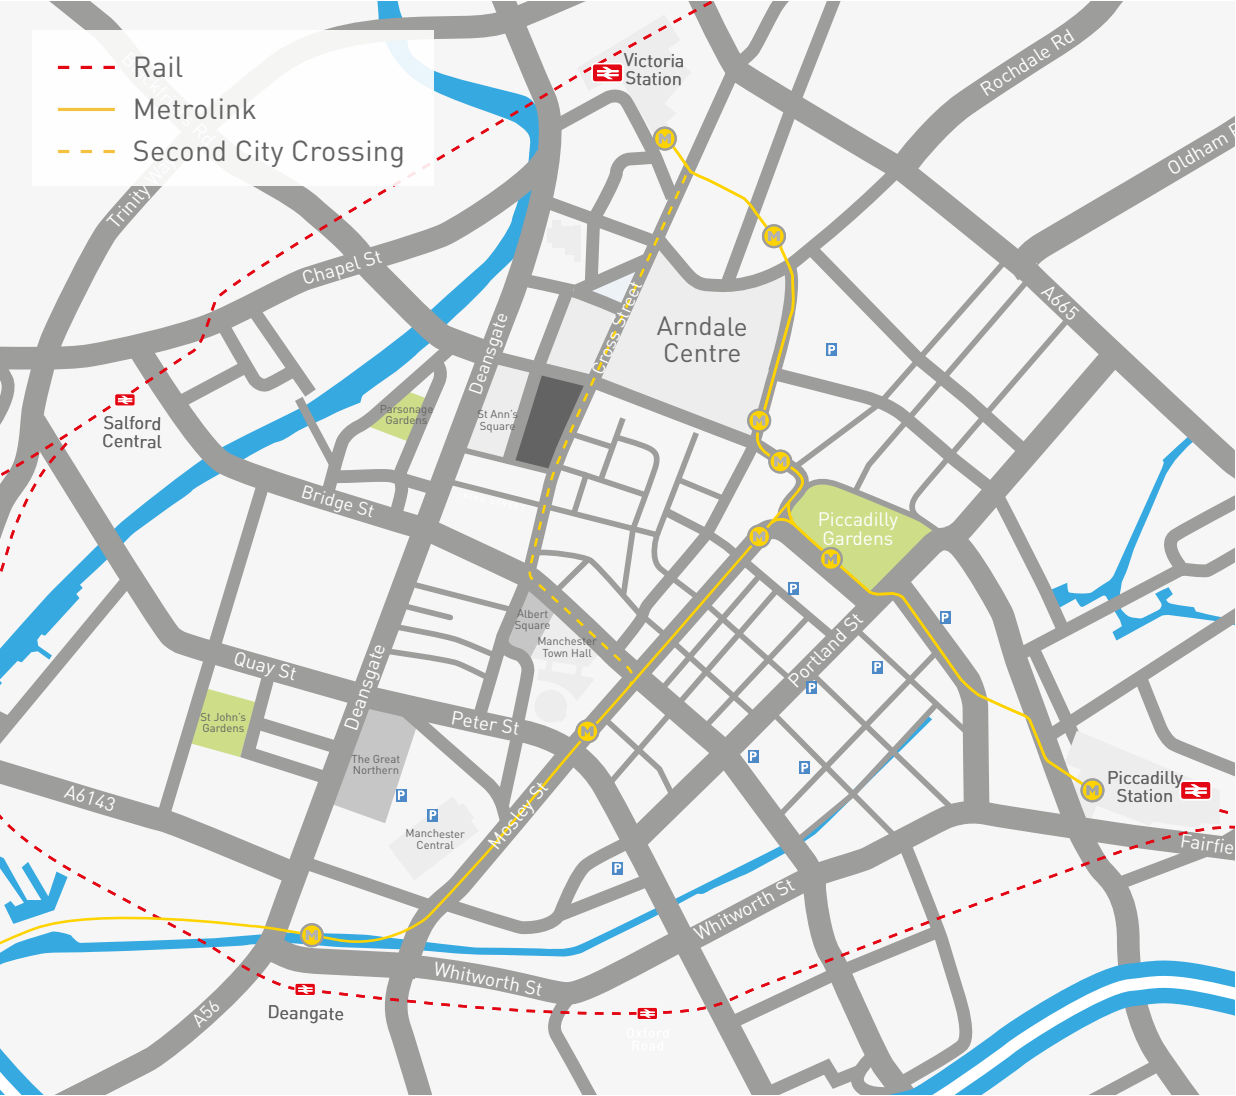 Rail
Metrolink
Second City Crossing
Victoria
Station
Rochdale Rd
Oldham R
Trinity Way
Chapel St
A665
Cross Street
Arndale
Centre
Deansgate
Salford
Central
Parsonage
Gardens
St Ann's
Square
Bridge St
Piccadilly
Gardens
Albert
Square
Manchester
Town Hall
Portland St
Quay St
Deansgate
St John's
Gardens
Peter St
The Great
Northern
Piccadilly
Station
A6143
Mosley St
Manchester
Central
Fairfie
Whitworth St
Whitworth St
Deangate
A56
Oxford
Road
M
M
M
M
M
M
M
M
M
P
P
P
P
P
P
P
P
P
P